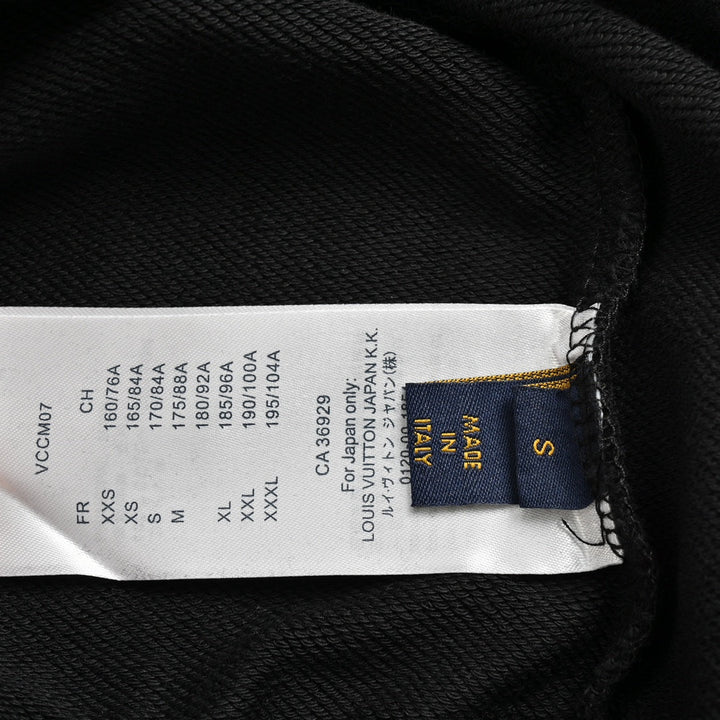 VCCM07
FR CH
XXS 160/76A
XS 165/84A
S 170/84A
M 175/88A
180/92A
XL 185/96A
XXL 190/100A
XXXL 195/104A
CA 36929
For Japan only:
LOUIS VUITTON JAPAN K.K.
ルイ・ヴィトン ジャパン(株)
MADE
IN
ITALY
S